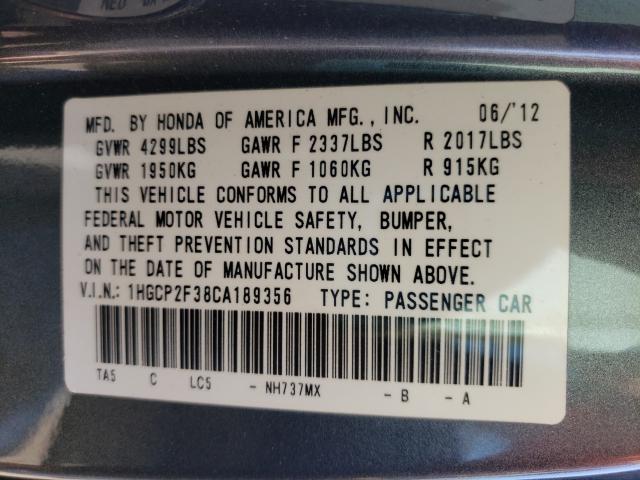 MFD. BY HONDA OF AMERICA MFG., INC. 06/'12
GVWR 4299LBS GAWR F 2337LBS R 2017LBS
GVWR 1950KG GAWR F 1060KG R 915KG
THIS VEHICLE CONFORMS TO ALL APPLICABLE
FEDERAL MOTOR VEHICLE SAFETY, BUMPER,
AND THEFT PREVENTION STANDARDS IN EFFECT
ON THE DATE OF MANUFACTURE SHOWN ABOVE.
V.I.N.: 1HGCP2F38CA189356 TYPE: PASSENGER CAR
TA5 C LC5 - NH737MX - B - A